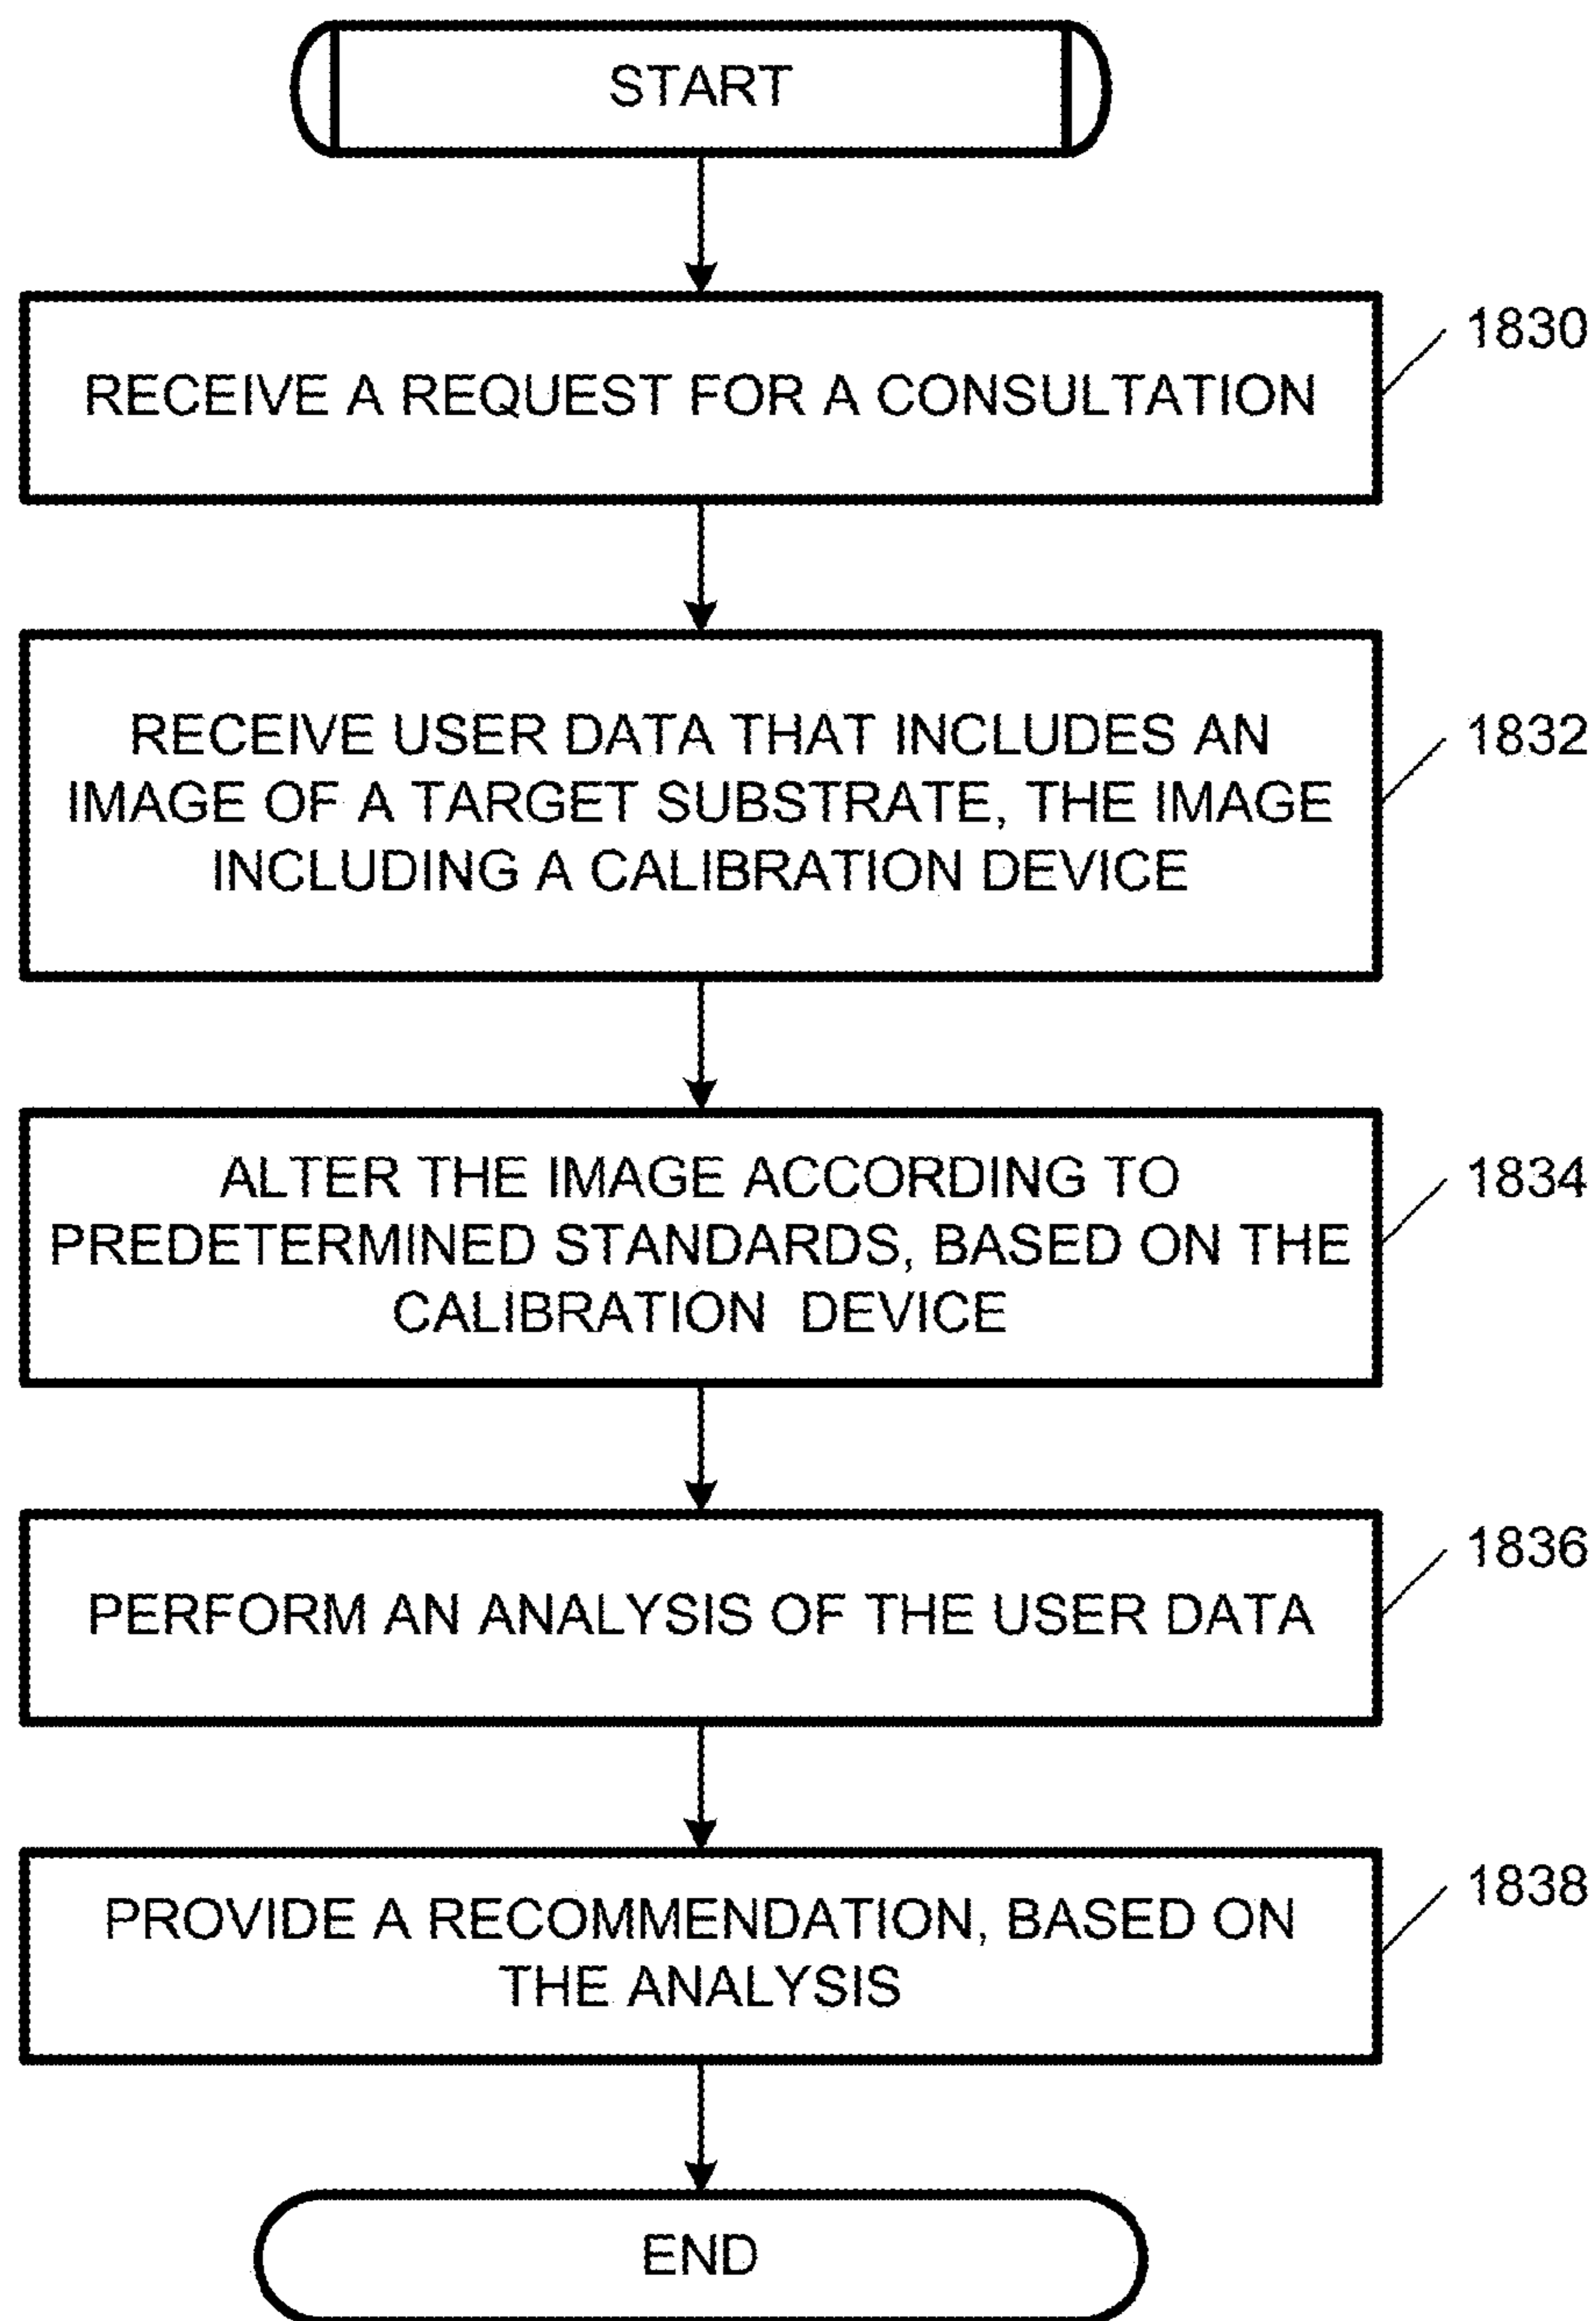 START
RECEIVE A REQUEST FOR A CONSULTATION
1830
RECEIVE USER DATA THAT INCLUDES AN
IMAGE OF A TARGET SUBSTRATE, THE IMAGE
INCLUDING A CALIBRATION DEVICE
1832
ALTER THE IMAGE ACCORDING TO
PREDETERMINED STANDARDS, BASED ON THE
CALIBRATION DEVICE
1834
PERFORM AN ANALYSIS OF THE USER DATA
1836
PROVIDE A RECOMMENDATION, BASED ON
THE ANALYSIS
1838
END